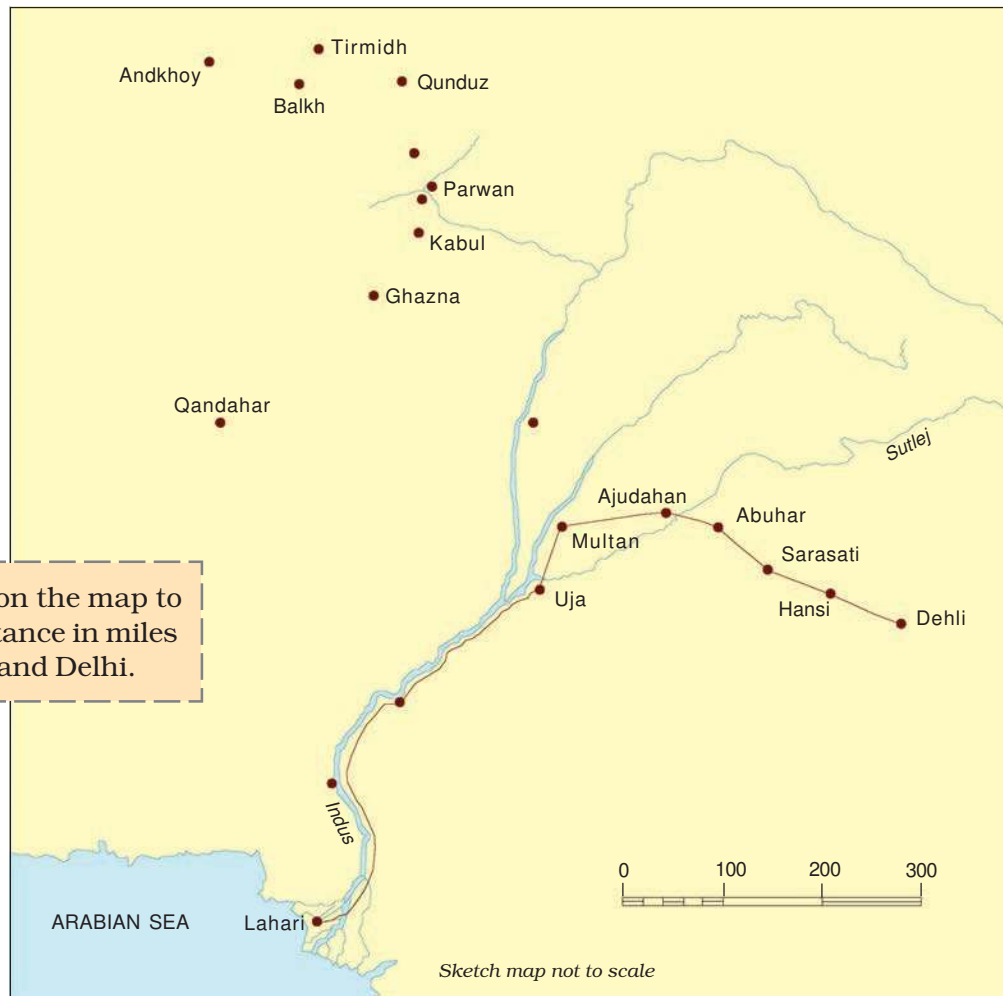 Tirmidh
Andkhoy
Balkh
Qunduz
Parwan
Kabul
Ghazna
Qandahar
Sutlej
Ajudahan
Abuhar
Multan
Sarasati
on the map to
tance in miles
and Delhi.
Uja
Hansi
Dehli
Indus
0 100 200 300
ARABIAN SEA
Lahari
Sketch map not to scale